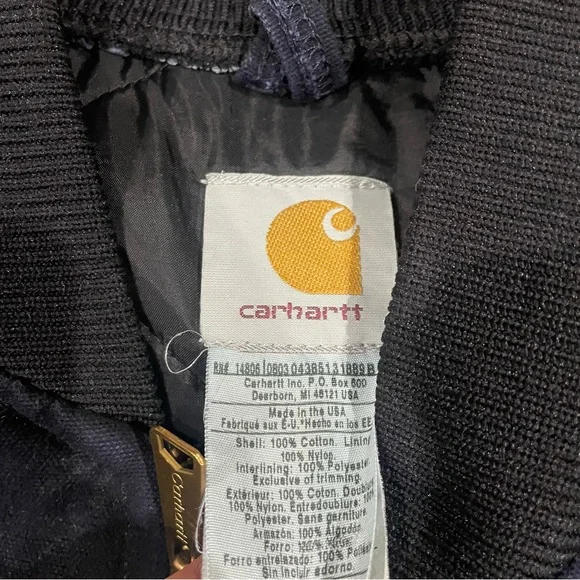 carhartt
RN# 14806 0803 04385131889 B
Carhartt Inc. P.O. Box 600
Dearborn, MI 48121 USA
Made in the USA
Fabriqué aux É-U. Hecho en los EE
Shell: 100% Cotton. Lining
100% Nylon.
Interlining: 100% Polyester
Exclusive of trimming.
Extérieur: 100% Coton. Doublure
100% Nylon. Entredoublure: 100%
Polyester. Sans garniture
Armazón: 100% Algodón
Forro: 100% Nylon.
Forro entrelazado: 100% Polié
Sin incluir adorno.
Carhartt